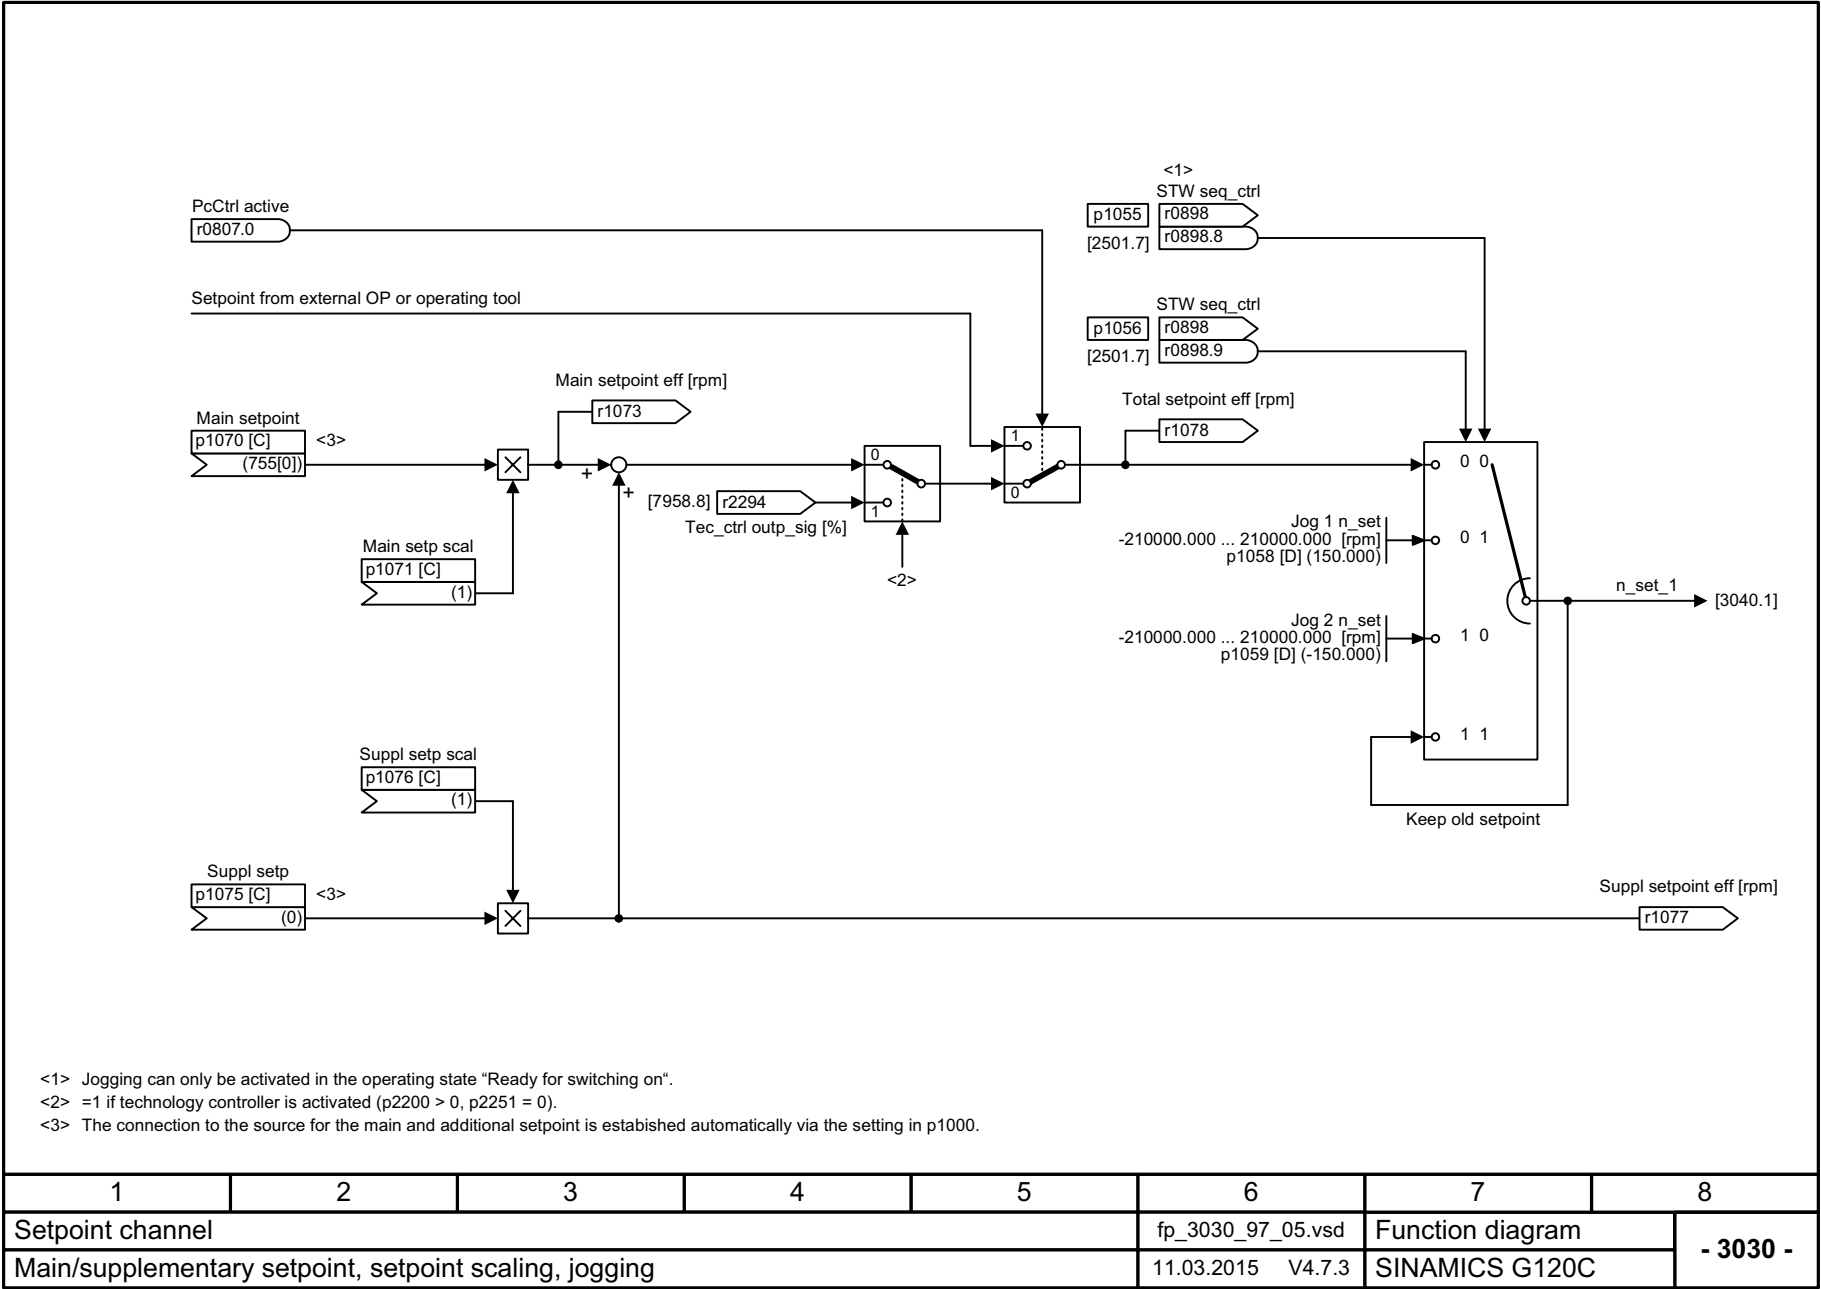 <1>
STW seq_ctrl
p1055
r0898
[2501.7]
r0898.8
PcCtrl active
r0807.0
Setpoint from external OP or operating tool
STW seq_ctrl
p1056
r0898
[2501.7]
r0898.9
Main setpoint eff [rpm]
r1073
Total setpoint eff [rpm]
r1078
Main setpoint
p1070 [C]
<3>
(755[0])
+
+
0
1
[7958.8]
r2294
Tec_ctrl outp_sig [%]
<2>
1
0
0 0
Jog 1 n_set
-210000.000 ... 210000.000 [rpm]
p1058 [D] (150.000)
0 1
Main setp scal
p1071 [C]
(1)
n_set_1
[3040.1]
Jog 2 n_set
-210000.000 ... 210000.000 [rpm]
p1059 [D] (-150.000)
1 0
1 1
Keep old setpoint
Suppl setp scal
p1076 [C]
(1)
Suppl setp
p1075 [C]
<3>
(0)
Suppl setpoint eff [rpm]
r1077
<1> Jogging can only be activated in the operating state “Ready for switching on“.
<2> =1 if technology controller is activated (p2200 > 0, p2251 = 0).
<3> The connection to the source for the main and additional setpoint is estabished automatically via the setting in p1000.
1 2 3 4 5 6 7 8
Setpoint channel
fp_3030_97_05.vsd
Function diagram
- 3030 -
Main/supplementary setpoint, setpoint scaling, jogging
11.03.2015 V4.7.3
SINAMICS G120C